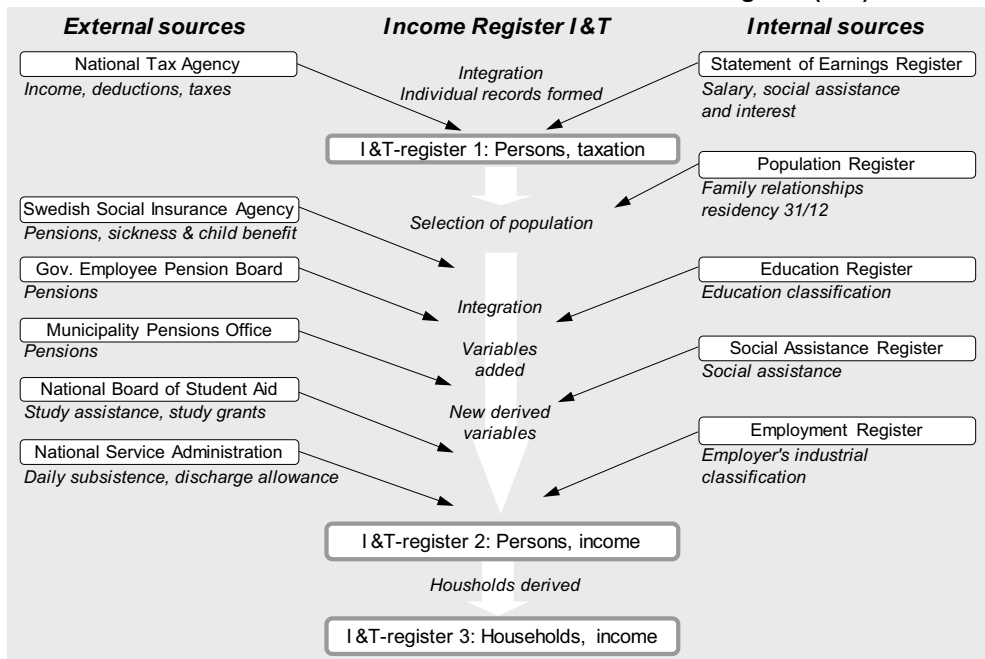 External sources
Income Register I&T
Internal sources
National Tax Agency
Income, deductions, taxes
Integration
Individual records formed
Statement of Earnings Register
Salary, social assistance
and interest
I&T-register 1: Persons, taxation
Population Register
Family relationships
residency 31/12
Swedish Social Insurance Agency
Pensions, sickness & child benefit
Selection of population
Gov. Employee Pension Board
Pensions
Education Register
Education classification
Integration
Municipality Pensions Office
Pensions
Variables
added
Social Assistance Register
Social assistance
National Board of Student Aid
Study assistance, study grants
New derived
variables
Employment Register
Employer's industrial
classification
National Service Administration
Daily subsistence, discharge allowance
I&T-register 2: Persons, income
Housholds derived
I&T-register 3: Households, income